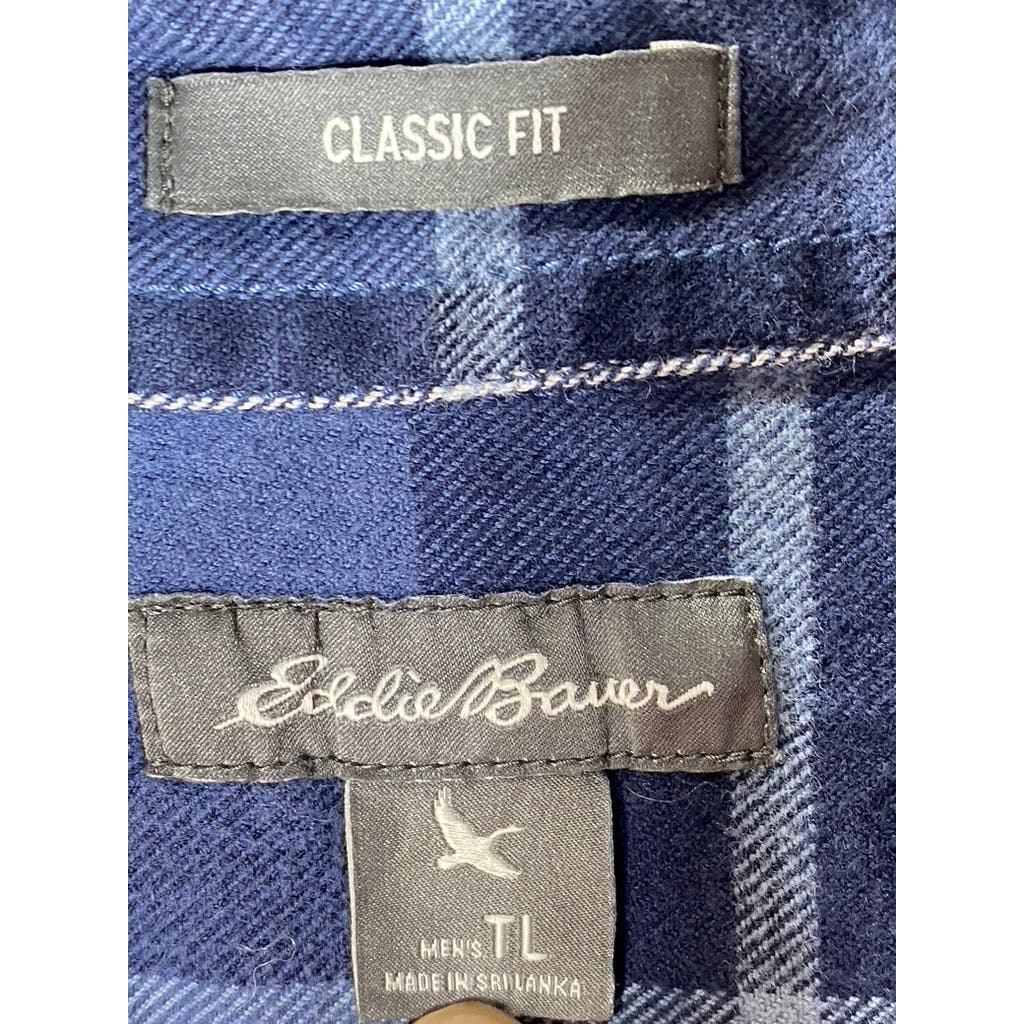 CLASSIC FIT
Eddie Bauer
MEN'S TL
MADE IN SRI LANKA